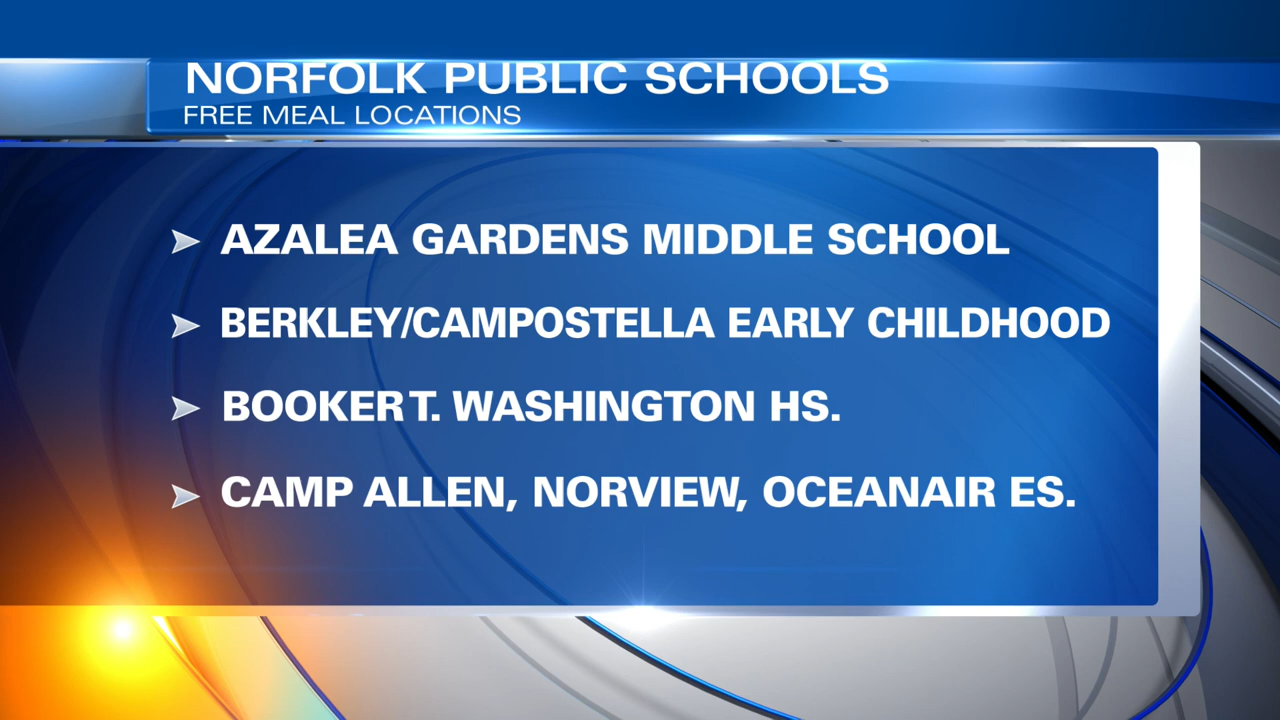 NORFOLK PUBLIC SCHOOLS
FREE MEAL LOCATIONS
AZALEA GARDENS MIDDLE SCHOOL
BERKLEY/CAMPOSTELLA EARLY CHILDHOOD
BOOKER T. WASHINGTON HS.
CAMP ALLEN, NORVIEW, OCEANAIR ES.